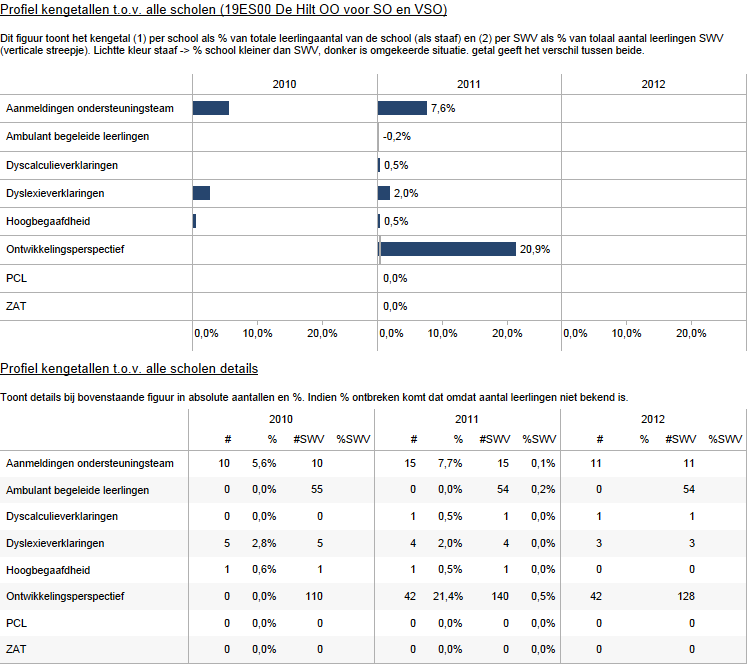 Profiel kengetallen t.o.v. alle scholen (19ES00 De Hilt OO voor SO en VSO)
Dit figuur toont het kengetal (1) per school als % van totale leerlingaantal van de school (als staaf) en (2) per SWV als % van tolaal aantal leerlingen SWV
(verticale streepje). Lichtte kleur staaf -> % school kleiner dan SWV, donker is omgekeerde situatie. getal geeft het verschil tussen beide.
2010 2011 2012
Aanmeldingen ondersteuningsteam 7,6%
Ambulant begeleide leerlingen -0,2%
Dyscalculieverklaringen 0,5%
Dyslexieverklaringen 2,0%
Hoogbegaafdheid 0,5%
Ontwikkelingsperspectief 20,9%
PCL 0,0%
ZAT 0,0%
0,0% 10,0% 20,0% 0,0% 10,0% 20,0% 0,0% 10,0% 20,0%
Profiel kengetallen t.o.v. alle scholen details
Toont details bij bovenstaande figuur in absolute aantallen en %. Indien % ontbreken komt dat omdat aantal leerlingen niet bekend is.
2010 2011 2012
# % #SWV %SWV # % #SWV %SWV # % #SWV %SWV
Aanmeldingen ondersteuningsteam 10 5,6% 10 15 7,7% 15 0,1% 11 11
Ambulant begeleide leerlingen 0 0,0% 55 0 0,0% 54 0,2% 0 54
Dyscalculieverklaringen 0 0,0% 0 1 0,5% 1 0,0% 1 1
Dyslexieverklaringen 5 2,8% 5 4 2,0% 4 0,0% 3 3
Hoogbegaafdheid 1 0,6% 1 1 0,5% 1 0,0% 0 0
Ontwikkelingsperspectief 0 0,0% 110 42 21,4% 140 0,5% 42 128
PCL 0 0,0% 0 0 0,0% 0 0,0% 0 0
ZAT 0 0,0% 0 0 0,0% 0 0,0% 0 0